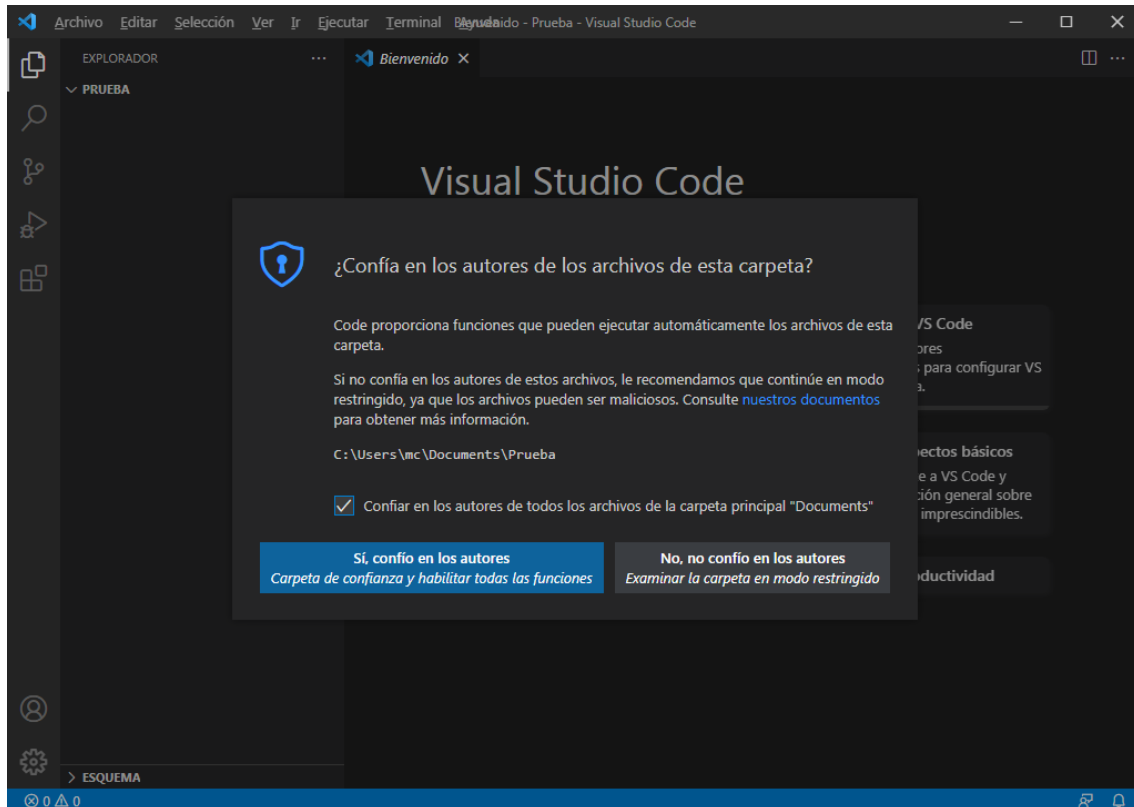 Archivo Editar Selección Ver Ir Ejecutar Terminal Bienvenido - Prueba - Visual Studio Code
EXPLORADOR
Bienvenido
PRUEBA
Visual Studio Code
¿Confía en los autores de los archivos de esta carpeta?
Code proporciona funciones que pueden ejecutar automáticamente los archivos de esta
carpeta.
Si no confía en los autores de estos archivos, le recomendamos que continúe en modo
restringido, ya que los archivos pueden ser maliciosos. Consulte nuestros documentos
para obtener más información.
C:\Users\mc\Documents\Prueba
Confiar en los autores de todos los archivos de la carpeta principal "Documents"
Sí, confío en los autores
Carpeta de confianza y habilitar todas las funciones
No, no confío en los autores
Examinar la carpeta en modo restringido
VS Code
para configurar VS
básicos
e a VS Code y
general sobre
imprescindibles.
ESQUEMA
0 0